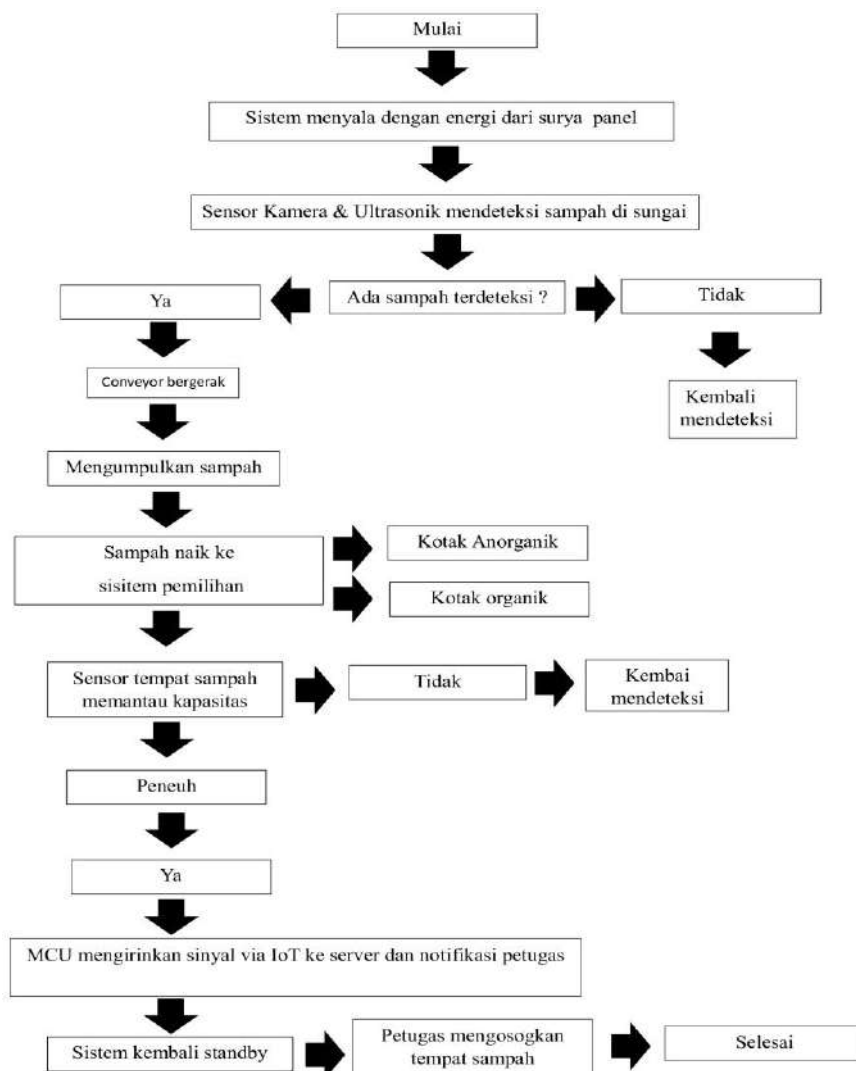 Mulai
Sistem menyala dengan energi dari surya panel
Sensor Kamera & Ultrasonik mendeteksi sampah di sungai
Ya
Ada sampah terdeteksi ?
Tidak
Conveyor bergerak
Kembali
mendeteksi
Mengumpulkan sampah
Sampah naik ke
sisitem pemilihan
Kotak Anorganik
Kotak organik
Sensor tempat sampah
memantau kapasitas
Tidak
Kembai
mendeteksi
Peneuh
Ya
MCU mengirinkan sinyal via IoT ke server dan notifikasi petugas
Sistem kembali standby
Petugas mengosogkan
tempat sampah
Selesai